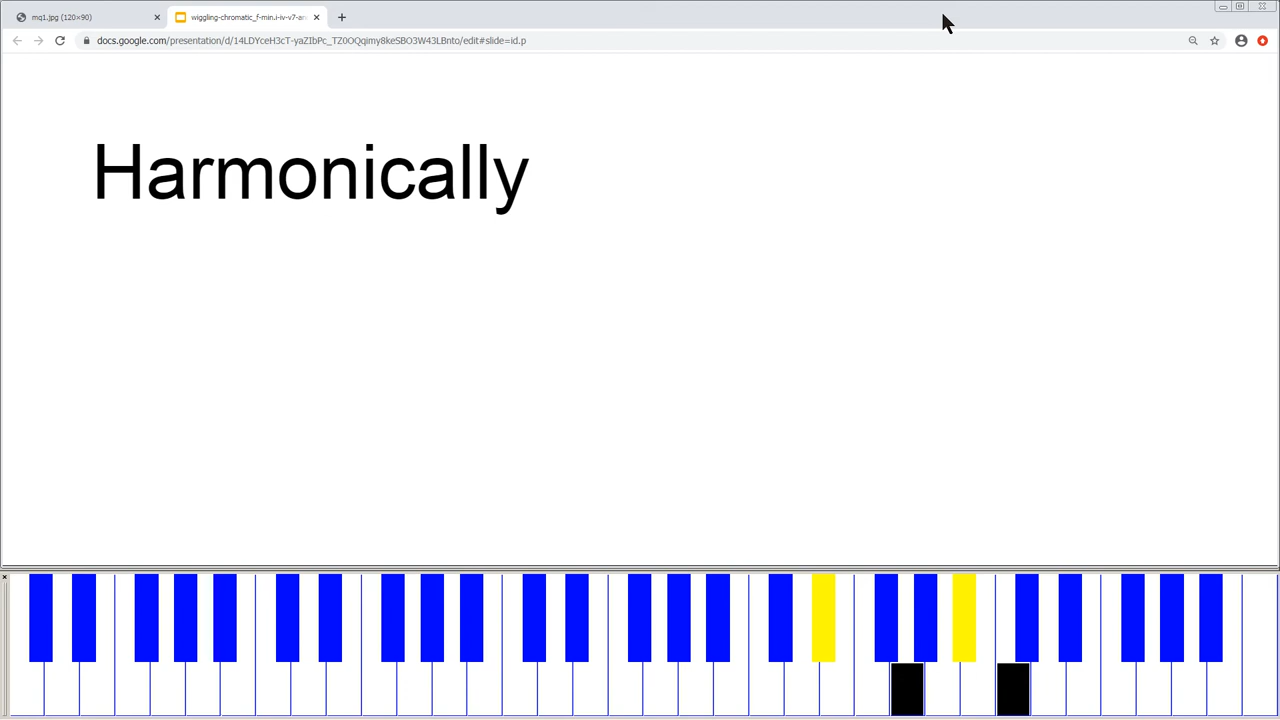 mq1.jpg (120×90)
wiggling-chromatic_f-min.i-iv-v7-an
docs.google.com/presentation/d/14LDYceH3cT-yaZIbPc_TZ0OQqimy8keSBO3W43LBnto/edit#slide=id.p
Harmonically